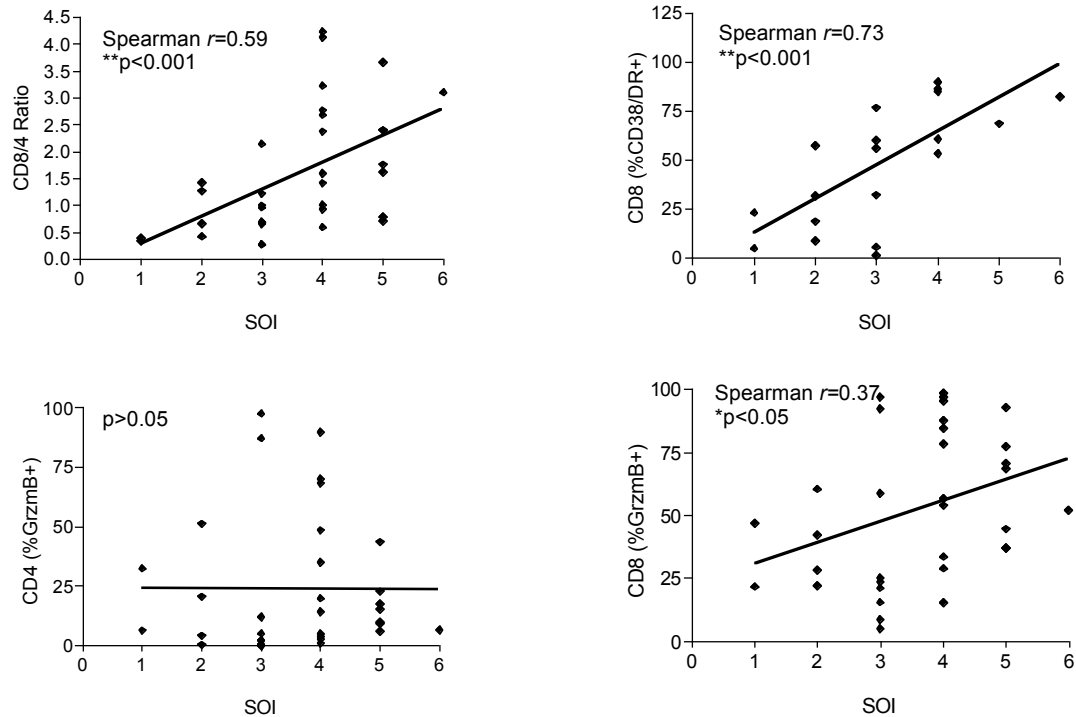 Spearman r=0.59
**p<0.001
CD8/4 Ratio
4.5
4.0
3.5
3.0
2.5
2.0
1.5
1.0
0.5
0.0
0 1 2 3 4 5 6
SOI
Spearman r=0.73
**p<0.001
CD8 (%CD38/DR+)
125
100
75
50
25
0
0 1 2 3 4 5 6
SOI
p>0.05
CD4 (%GrzmB+)
100
75
50
25
0
0 1 2 3 4 5 6
SOI
Spearman r=0.37
*p<0.05
CD8 (%GrzmB+)
100
75
50
25
0
0 1 2 3 4 5 6
SOI